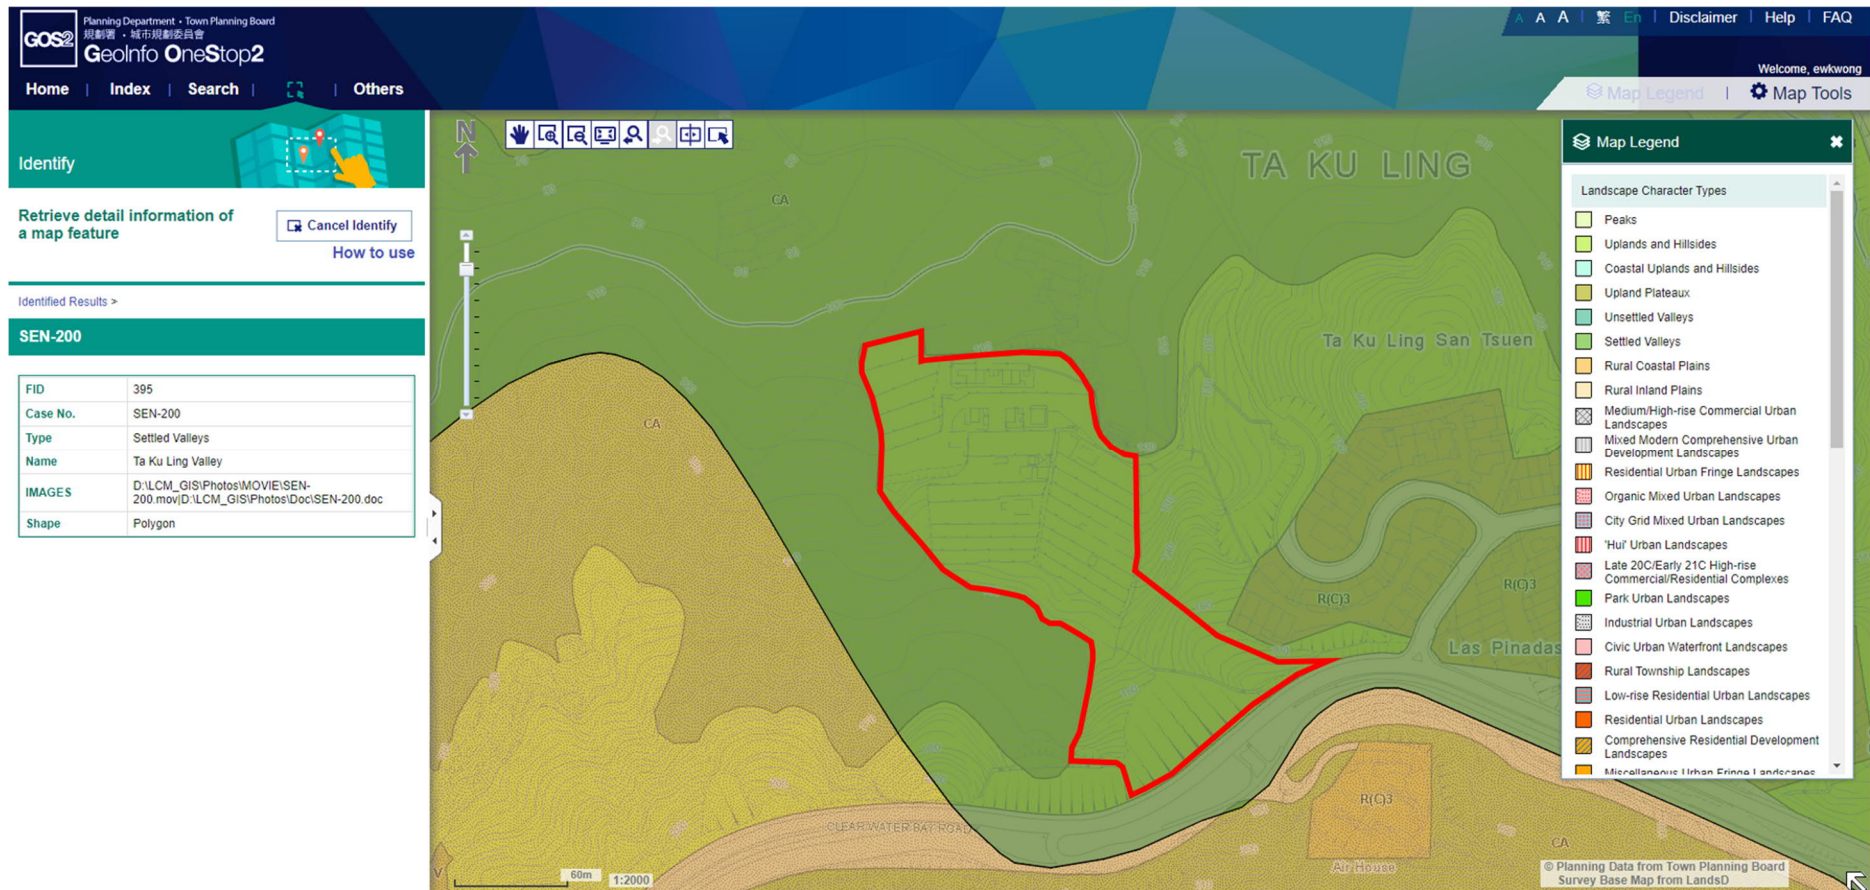 GOS2
Planning Department • Town Planning Board
規劃署 • 城市規劃委員會
GeoInfo OneStop2
A A A | 繁 En | Disclaimer | Help | FAQ
Welcome, ewkwong
Home | Index | Search | | Others
Map Legend | Map Tools
Identify
Retrieve detail information of
a map feature
Cancel Identify
How to use
Identified Results >
SEN-200
FID 395
Case No. SEN-200
Type Settled Valleys
Name Ta Ku Ling Valley
IMAGES D:\LCM_GIS\Photos\MOVIE\SEN-
200.mov|D:\LCM_GIS\Photos\Doc\SEN-200.doc
Shape Polygon
N
TA KU LING
CA
Ta Ku Ling San Tsuen
CA
R(C)3
R(C)3
Las Pinadas
CLEAR WATER BAY ROAD
R(C)3
CA
Air House
60m
1:2000
© Planning Data from Town Planning Board
Survey Base Map from LandsD
Map Legend
Landscape Character Types
Peaks
Uplands and Hillsides
Coastal Uplands and Hillsides
Upland Plateaux
Unsettled Valleys
Settled Valleys
Rural Coastal Plains
Rural Inland Plains
Medium/High-rise Commercial Urban
Landscapes
Mixed Modern Comprehensive Urban
Development Landscapes
Residential Urban Fringe Landscapes
Organic Mixed Urban Landscapes
City Grid Mixed Urban Landscapes
'Hui' Urban Landscapes
Late 20C/Early 21C High-rise
Commercial/Residential Complexes
Park Urban Landscapes
Industrial Urban Landscapes
Civic Urban Waterfront Landscapes
Rural Township Landscapes
Low-rise Residential Urban Landscapes
Residential Urban Landscapes
Comprehensive Residential Development
Landscapes
Miscellaneous Urban Fringe Landscapes